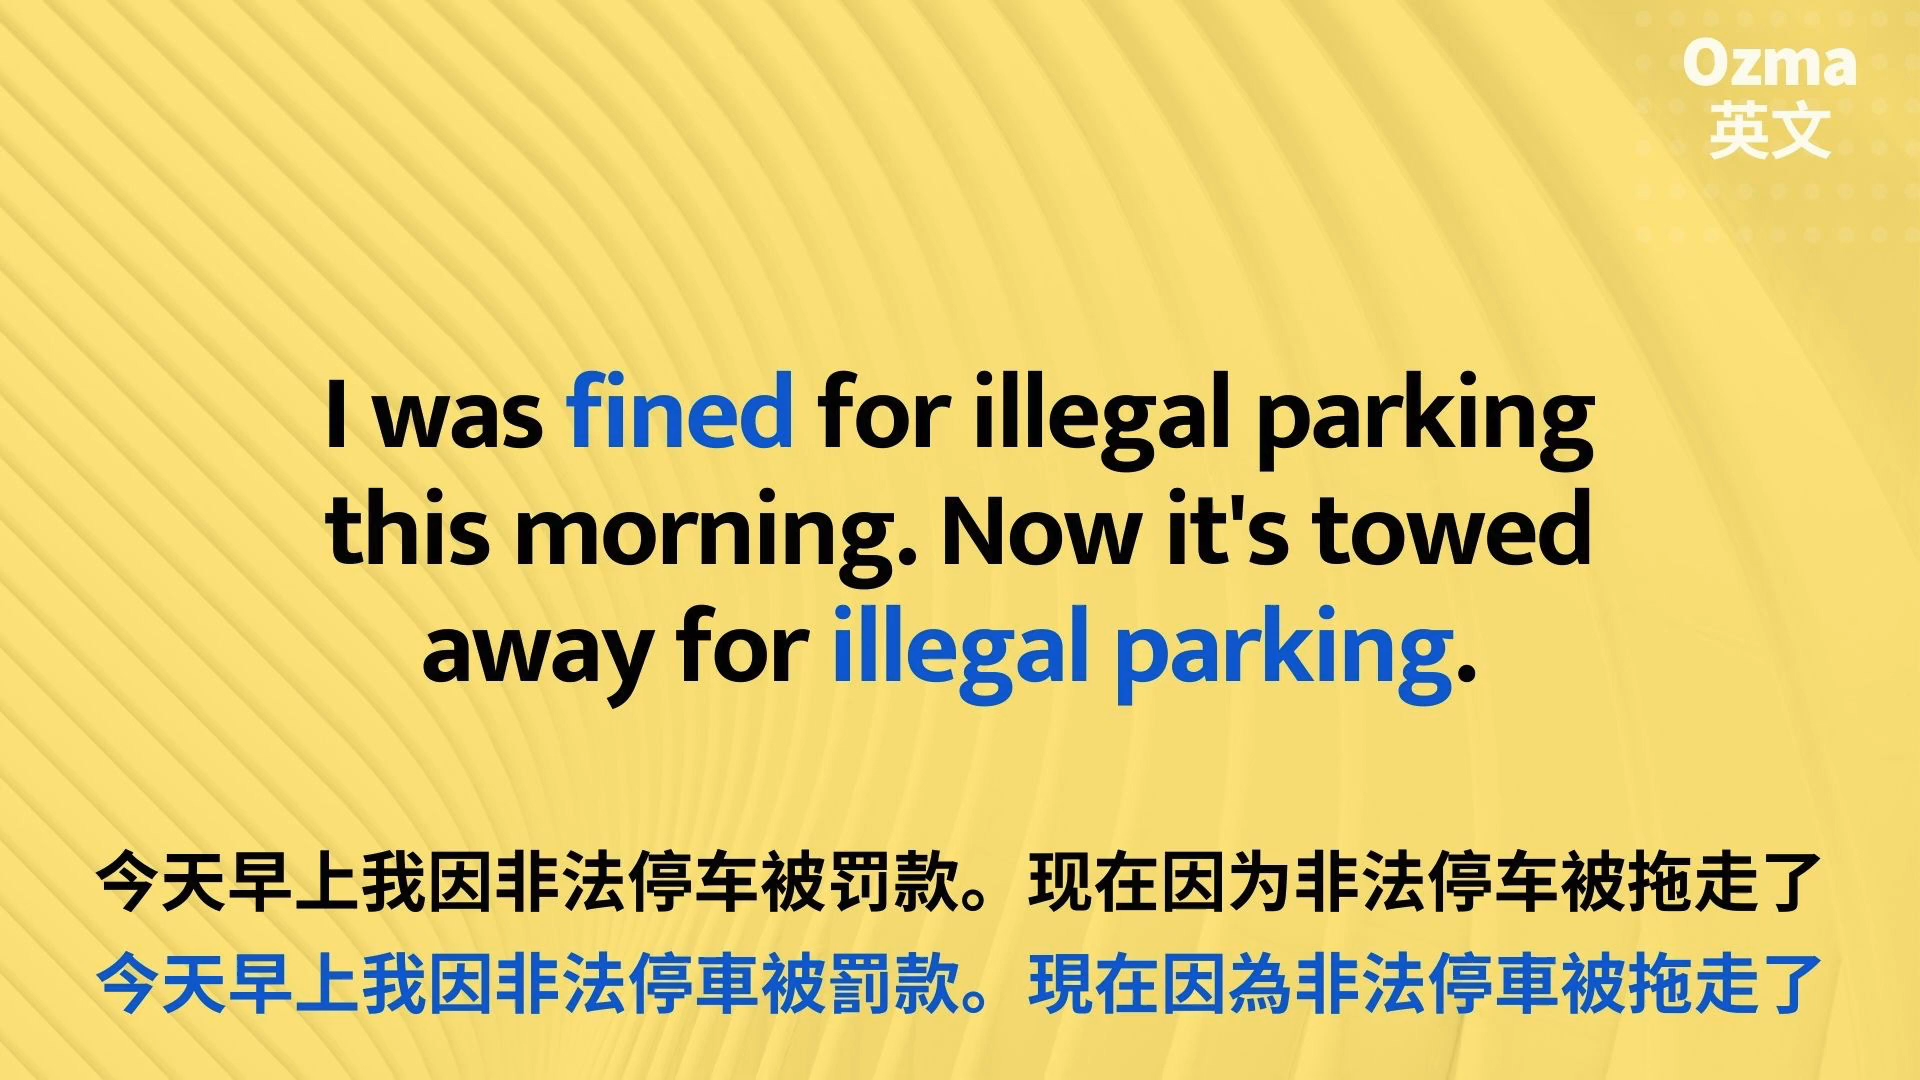 Ozma
英文
I was fined for illegal parking
this morning. Now it's towed
away for illegal parking.
今天早上我因非法停车被罚款。现在因为非法停车被拖走了
今天早上我因非法停車被罰款。現在因為非法停車被拖走了